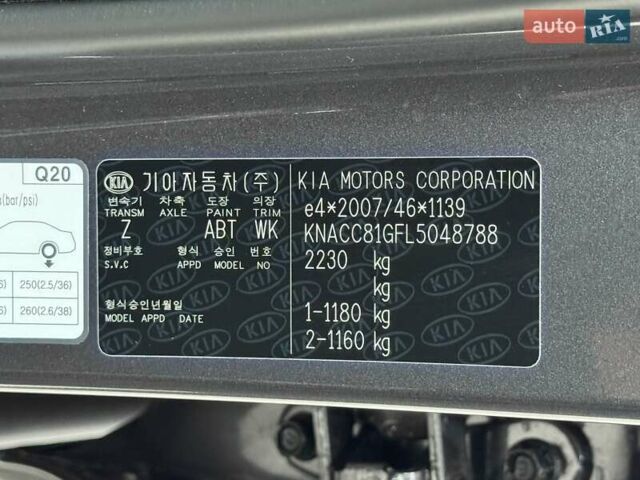 auto RIA .com
Q20
(bar/psi)
250(2.5/36)
260(2.6/38)
KIA 기아자동차(주)
변속기 차축 도장 의장
TRANSM AXLE PAINT TRIM
Z ABT WK
정비부호 형식 승인 번호
S.V.C APPD MODEL NO
형식승인년월일
MODEL APPD DATE
KIA MOTORS CORPORATION
e4*2007/46*1139
KNACC81GFL5048788
2230 kg
kg
1-1180 kg
2-1160 kg